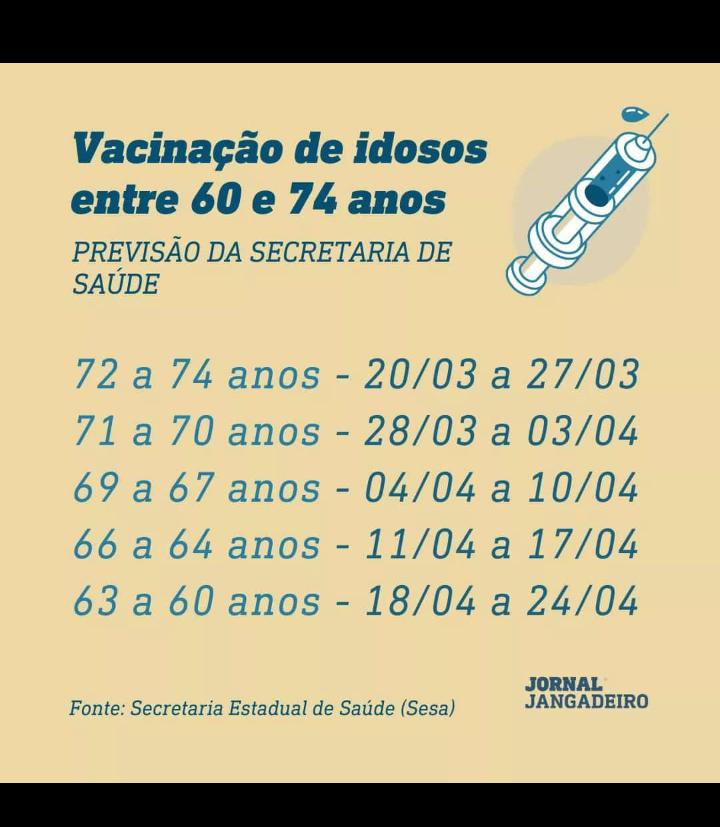 Vacinação de idosos
entre 60 e 74 anos
PREVISÃO DA SECRETARIA DE
SAÚDE
72 a 74 anos - 20/03 a 27/03
71 a 70 anos - 28/03 a 03/04
69 a 67 anos - 04/04 a 10/04
66 a 64 anos - 11/04 a 17/04
63 a 60 anos - 18/04 a 24/04
Fonte: Secretaria Estadual de Saúde (Sesa)
JORNAL
JANGADEIRO